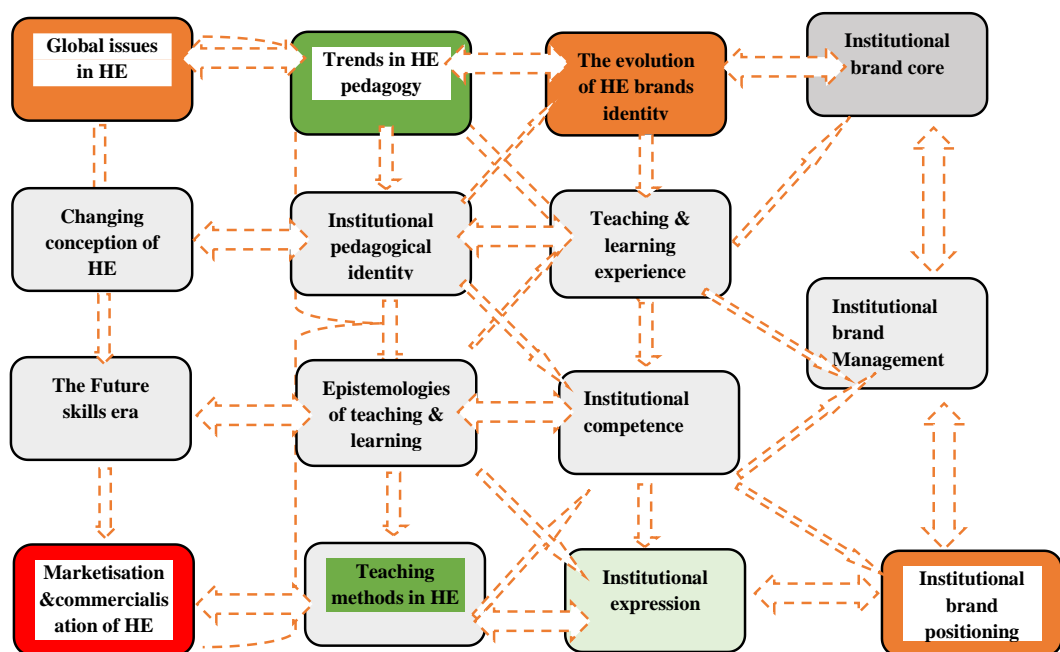 Global issues
in HE
Trends in HE
pedagogy
The evolution
of HE brands
identity
Institutional
brand core
Changing
conception of
HE
Institutional
pedagogical
identity
Teaching &
learning
experience
Institutional
brand
Management
The Future
skills era
Epistemologies
of teaching &
learning
Institutional
competence
Marketisation
&commercialis
ation of HE
Teaching
methods in HE
Institutional
expression
Institutional
brand
positioning